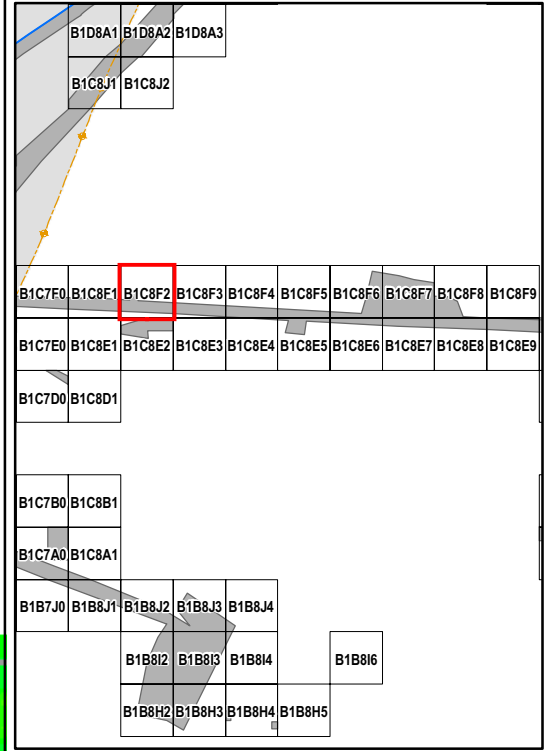 B1D8A1 B1D8A2 B1D8A3
B1C8J1 B1C8J2
B1C7F0 B1C8F1 B1C8F2 B1C8F3 B1C8F4 B1C8F5 B1C8F6 B1C8F7 B1C8F8 B1C8F9
B1C7E0 B1C8E1 B1C8E2 B1C8E3 B1C8E4 B1C8E5 B1C8E6 B1C8E7 B1C8E8 B1C8E9
B1C7D0 B1C8D1
B1C7B0 B1C8B1
B1C7A0 B1C8A1
B1B7J0 B1B8J1 B1B8J2 B1B8J3 B1B8J4
B1B8I2 B1B8I3 B1B8I4 B1B8I6
B1B8H2 B1B8H3 B1B8H4 B1B8H5